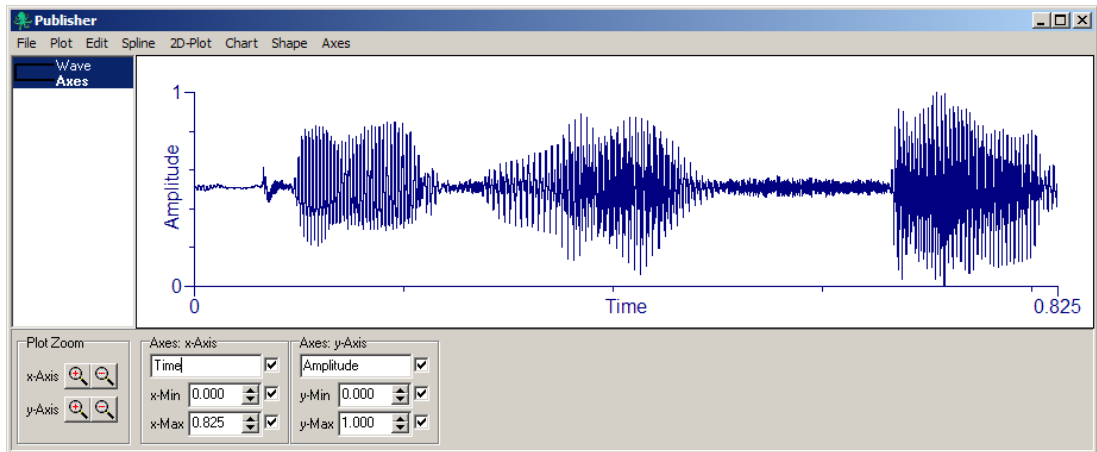 Publisher
File Plot Edit Spline 2D-Plot Chart Shape Axes
Wave
Axes
1
Amplitude
0
0 Time 0.825
Plot Zoom
x-Axis
y-Axis
Axes: x-Axis
Time
x-Min 0.000
x-Max 0.825
Axes: y-Axis
Amplitude
y-Min 0.000
y-Max 1.000